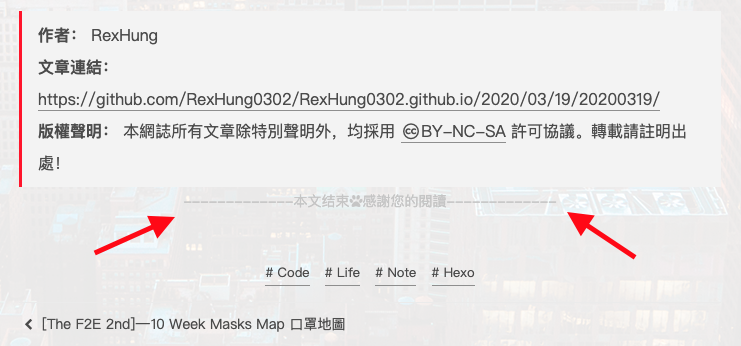 作者： RexHung
文章連結：
https://github.com/RexHung0302/RexHung0302.github.io/2020/03/19/20200319/
版權聲明： 本網誌所有文章除特別聲明外，均採用 BY-NC-SA 許可協議。轉載請註明出
處！
-------------本文结束感謝您的閱讀-------------
# Code # Life # Note # Hexo
[The F2E 2nd]—10 Week Masks Map 口罩地圖